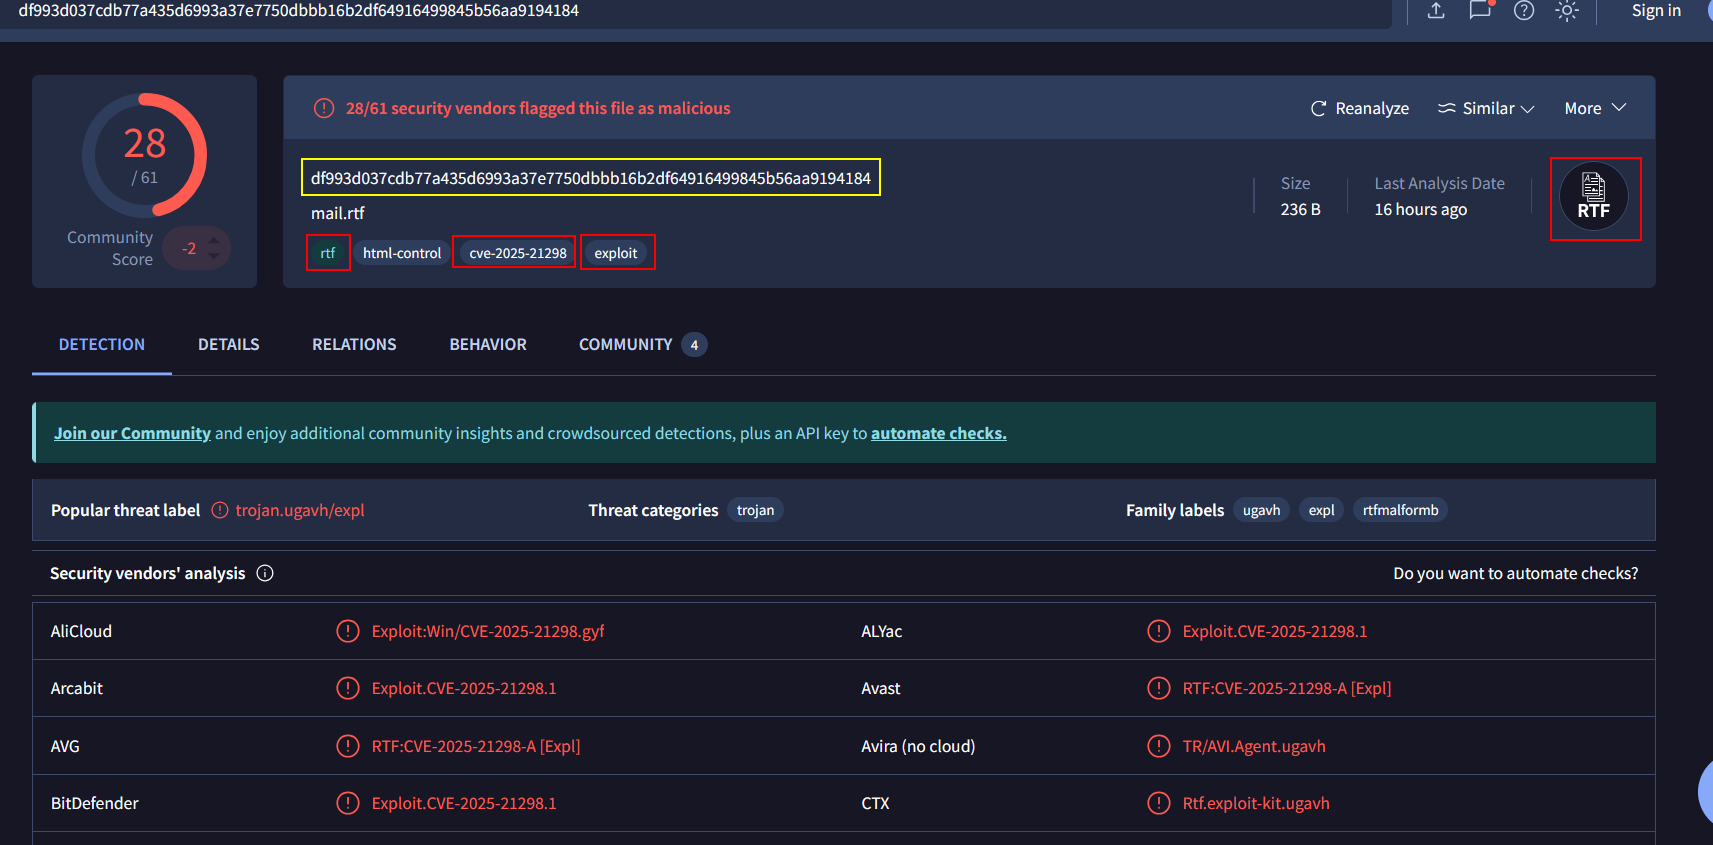 df993d037cdb77a435d6993a37e7750dbbb16b2df64916499845b56aa9194184
Sign in
28
/ 61
Community
Score
-2
28/61 security vendors flagged this file as malicious
Reanalyze
Similar
More
df993d037cdb77a435d6993a37e7750dbbb16b2df64916499845b56aa9194184
mail.rtf
rtf html-control cve-2025-21298 exploit
Size
236 B
Last Analysis Date
16 hours ago
RTF
DETECTION DETAILS RELATIONS BEHAVIOR COMMUNITY 4
Join our Community and enjoy additional community insights and crowdsourced detections, plus an API key to automate checks.
Popular threat label trojan.ugavh/expl Threat categories trojan Family labels ugavh expl rtfmalformb
Security vendors' analysis Do you want to automate checks?
AliCloud Exploit:Win/CVE-2025-21298.gyf ALYac Exploit.CVE-2025-21298.1
Arcabit Exploit.CVE-2025-21298.1 Avast RTF:CVE-2025-21298-A [Expl]
AVG RTF:CVE-2025-21298-A [Expl] Avira (no cloud) TR/AVI.Agent.ugavh
BitDefender Exploit.CVE-2025-21298.1 CTX Rtf.exploit-kit.ugavh